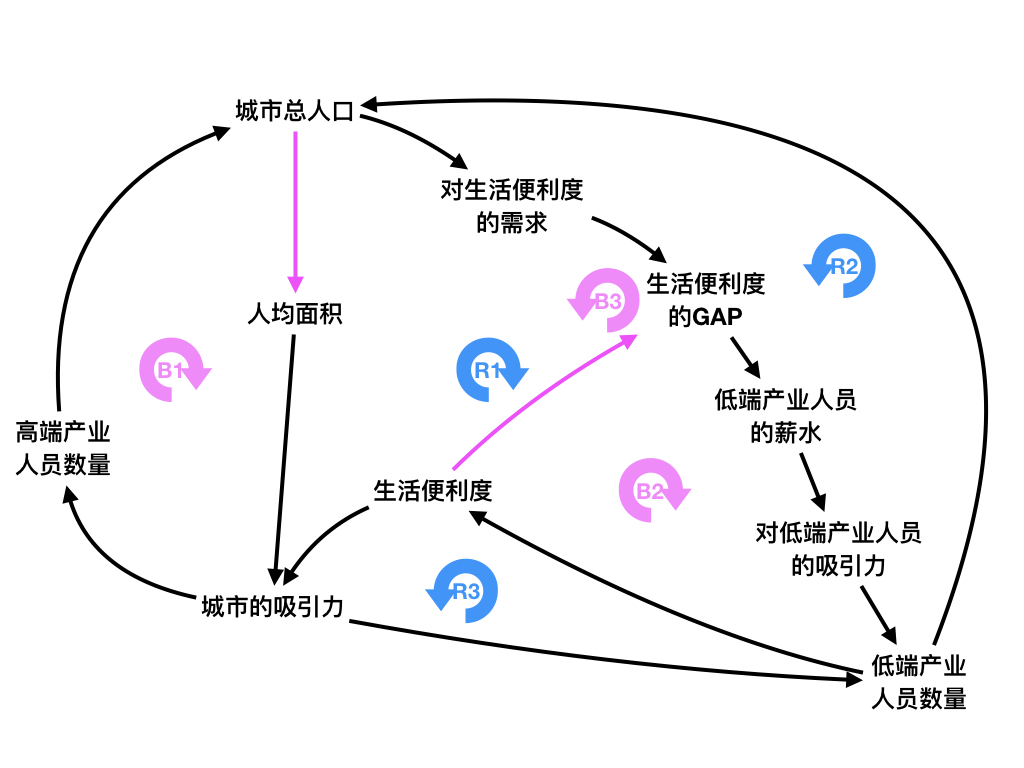 城市总人口
对生活便利度
的需求
R2
生活便利度
的GAP
B3
人均面积
B1
R1
低端产业人员
的薪水
高端产业
人员数量
生活便利度
B2
对低端产业人员
的吸引力
R3
城市的吸引力
低端产业
人员数量